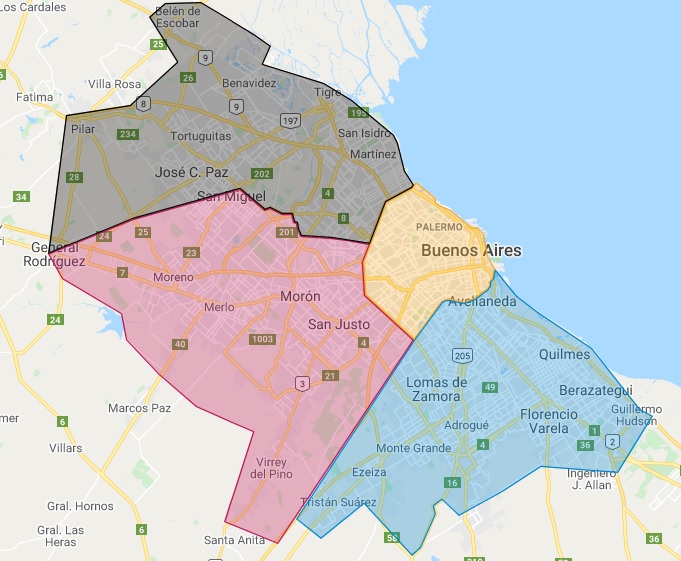 Los Cardales
Belén de
Escobar
25
9
26
Benavidez
Villa Rosa
Tigre
Fatima
8
9
197
195
Pilar
234
Tortuguitas
San Isidro
Martinez
28
José C. Paz
202
34
San Miguel
4
8
PALERMO
24
25
201
General
Rodríguez
23
Buenos Aires
7
Moreno
Merlo
Morón
Avellaneda
24
San Justo
40
1003
4
205
Quilmes
3
21
Lomas de
Zamora
49
Berazategui
Marcos Paz
Guillermo
Hudson
Florencio
Varela
6
Adrogué
1
Villars
Monte Grande
4
36
2
Virrey
del Pino
Ezeiza
16
Ingeniero
J. Allan
Gral. Hornos
Tristán Suárez
Gral. Las
Heras
6
Santa Anita
58
36